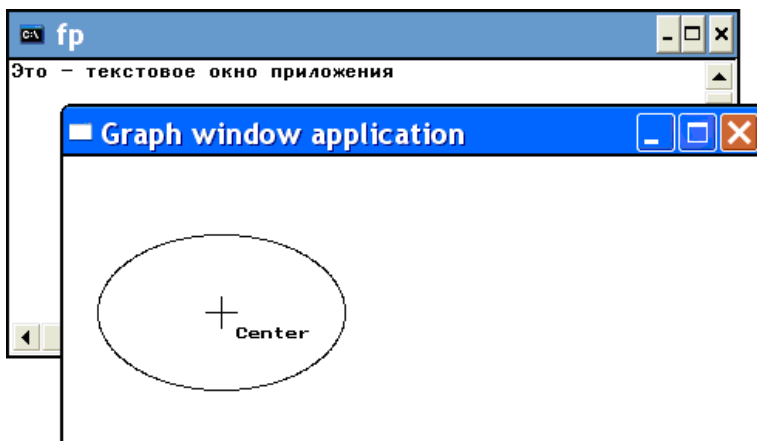 fp
Это – текстовое окно приложения
Graph window application
Center